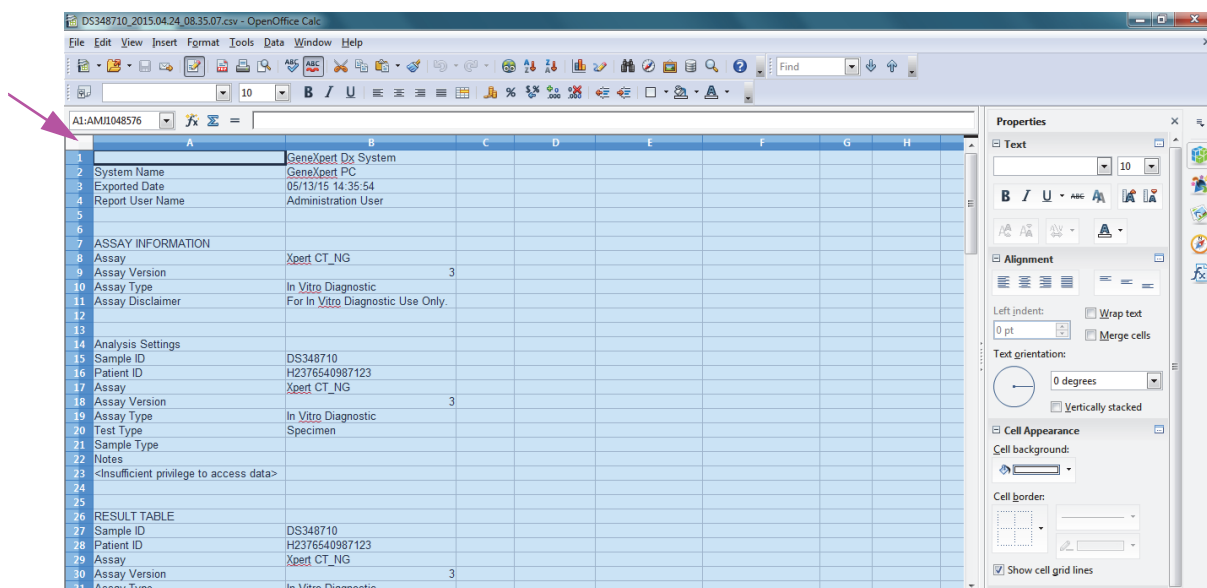 DS348710_2015.04.24_08.35.07.csv - OpenOffice Calc
File Edit View Insert Format Tools Data Window Help
Find
10
A1:AMJ1048576
A B C D E F G H
1 GeneXpert Dx System
2 System Name GeneXpert PC
3 Exported Date 05/13/15 14:35:54
4 Report User Name Administration User
5
6
7 ASSAY INFORMATION
8 Assay Xpert CT_NG
9 Assay Version 3
10 Assay Type In Vitro Diagnostic
11 Assay Disclaimer For In Vitro Diagnostic Use Only.
12
13
14 Analysis Settings
15 Sample ID DS348710
16 Patient ID H2376540987123
17 Assay Xpert CT_NG
18 Assay Version 3
19 Assay Type In Vitro Diagnostic
20 Test Type Specimen
21 Sample Type
22 Notes
23 <Insufficient privilege to access data>
24
25
26 RESULT TABLE
27 Sample ID DS348710
28 Patient ID H2376540987123
29 Assay Xpert CT_NG
30 Assay Version 3
31 Assay Type In Vitro Diagnostic
Properties
Text
10
B I U ABC
Alignment
Left indent:
Wrap text
0 pt
Merge cells
Text orientation:
0 degrees
Vertically stacked
Cell Appearance
Cell background:
Cell border:
Show cell grid lines